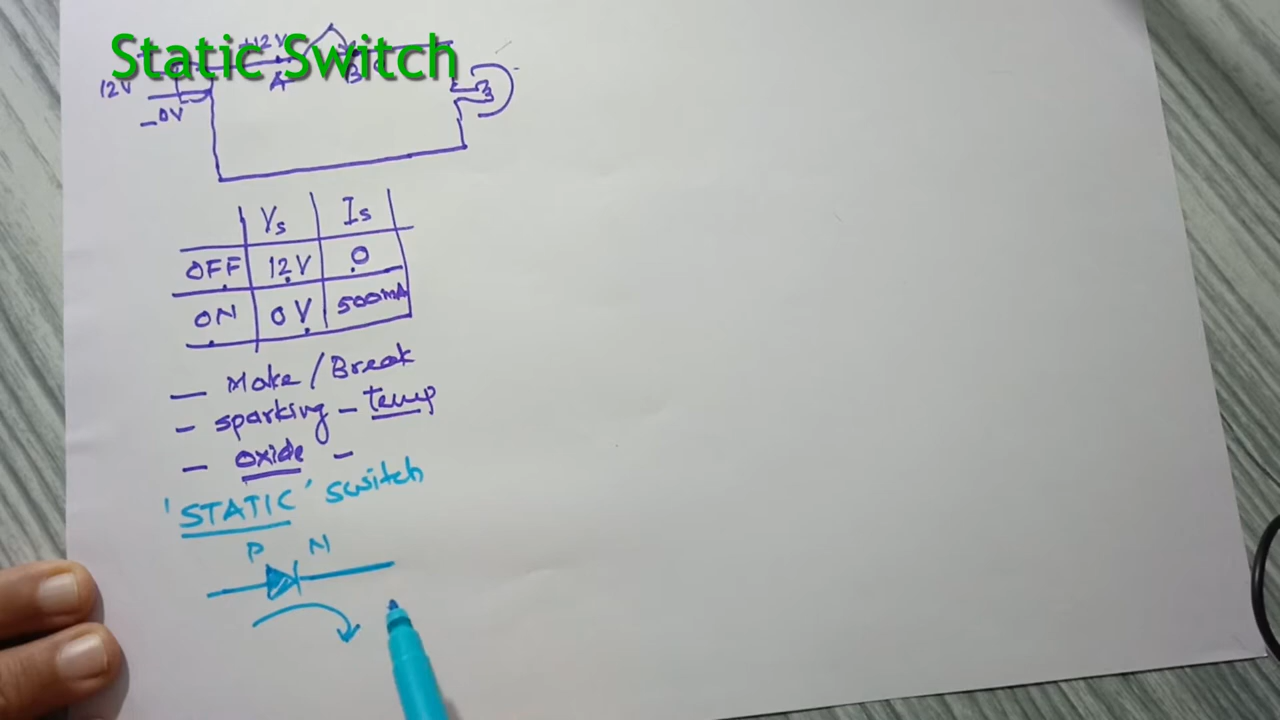 Static Switch
+12V
12V A B
- 0V
Vs Is
OFF 12V 0
ON 0V 500mA
- Make / Break
- sparking - temp
- oxide -
'STATIC' switch
P N